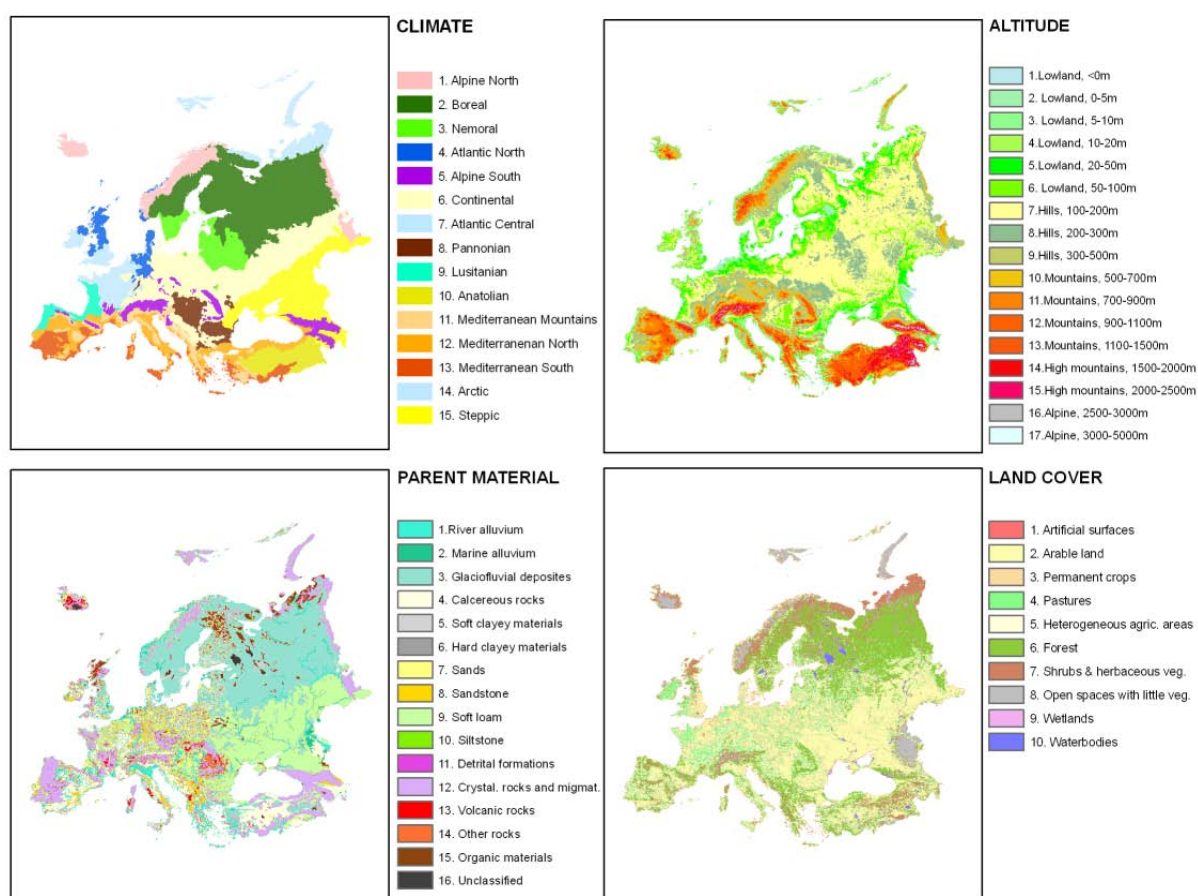 CLIMATE
1. Alpine North
2. Boreal
3. Nemoral
4. Atlantic North
5. Alpine South
6. Continental
7. Atlantic Central
8. Pannonian
9. Lusitanian
10. Anatolian
11. Mediterranean Mountains
12. Mediterranenan North
13. Mediterranean South
14. Arctic
15. Steppic
ALTITUDE
1.Lowland, <0m
2. Lowland, 0-5m
3. Lowland, 5-10m
4. Lowland, 10-20m
5.Lowland, 20-50m
6. Lowland, 50-100m
7.Hills, 100-200m
8.Hills, 200-300m
9.Hills, 300-500m
10.Mountains, 500-700m
11.Mountains, 700-900m
12.Mountains, 900-1100m
13.Mountains, 1100-1500m
14.High mountains, 1500-2000m
15.High mountains, 2000-2500m
16.Alpine, 2500-3000m
17.Alpine, 3000-5000m
PARENT MATERIAL
1.River alluvium
2. Marine alluvium
3. Glaciofluvial deposites
4. Calcereous rocks
5. Soft clayey materials
6. Hard clayey materials
7. Sands
8. Sandstone
9. Soft loam
10. Siltstone
11. Detrital formations
12. Crystal. rocks and migmat.
13. Volcanic rocks
14. Other rocks
15. Organic materials
16. Unclassified
LAND COVER
1. Artificial surfaces
2. Arable land
3. Permanent crops
4. Pastures
5. Heterogeneous agric. areas
6. Forest
7. Shrubs & herbaceous veg.
8. Open spaces with little veg.
9. Wetlands
10. Waterbodies